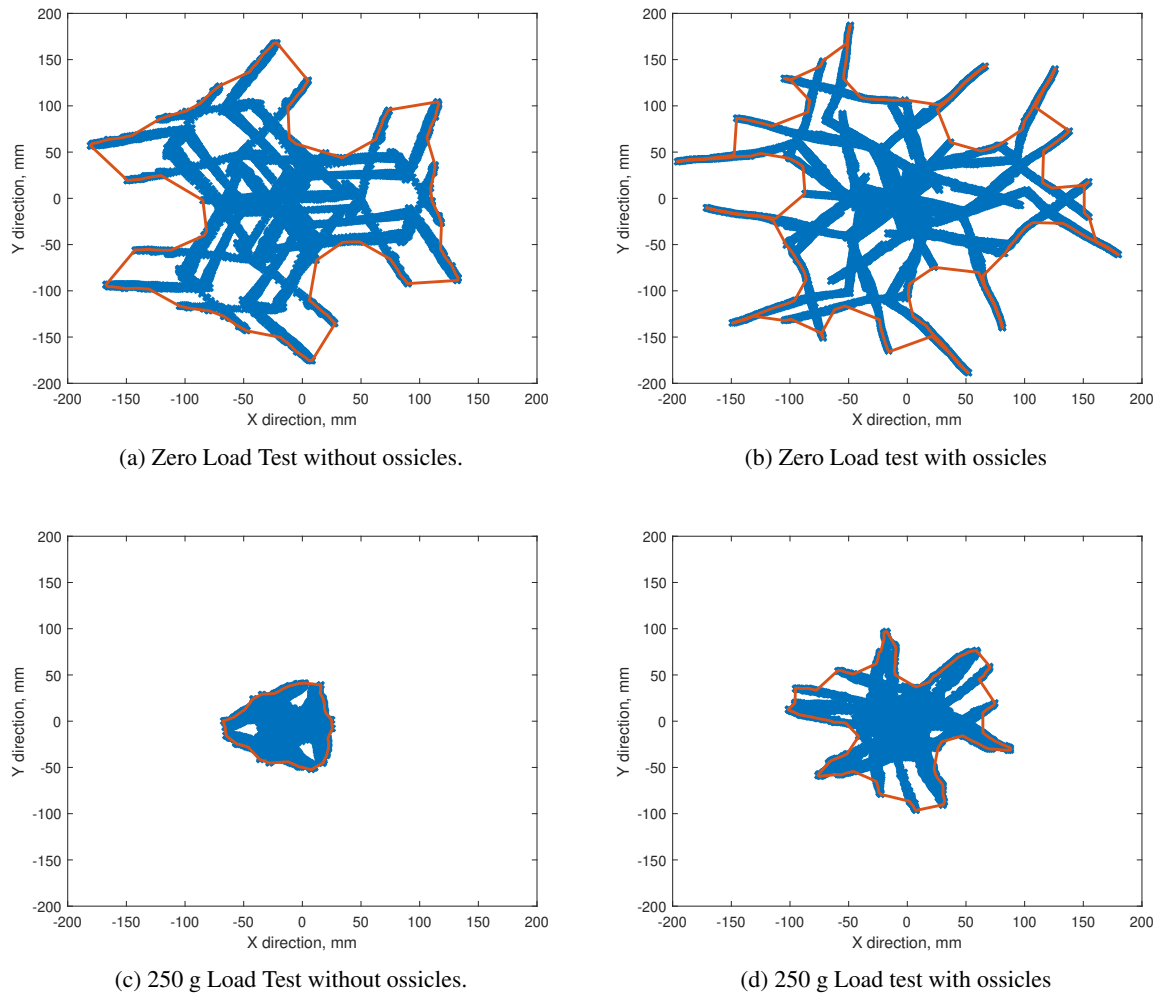 200
150
100
50
0
-50
-100
-150
-200
Y direction, mm
-200 -150 -100 -50 0 50 100 150 200
X direction, mm
(a) Zero Load Test without ossicles.
200
150
100
50
0
-50
-100
-150
-200
Y direction, mm
-200 -150 -100 -50 0 50 100 150 200
X direction, mm
(b) Zero Load test with ossicles
200
150
100
50
0
-50
-100
-150
-200
Y direction, mm
-200 -150 -100 -50 0 50 100 150 200
X direction, mm
(c) 250 g Load Test without ossicles.
200
150
100
50
0
-50
-100
-150
-200
Y direction, mm
-200 -150 -100 -50 0 50 100 150 200
X direction, mm
(d) 250 g Load test with ossicles